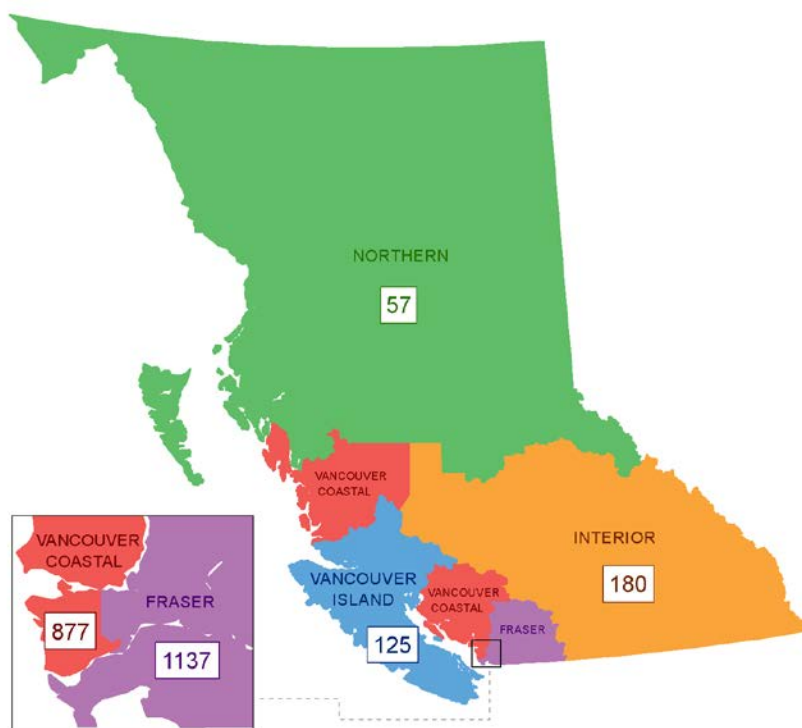 NORTHERN
57
VANCOUVER
COASTAL
INTERIOR
180
VANCOUVER
ISLAND
125
VANCOUVER
COASTAL
FRASER
VANCOUVER
COASTAL
877
FRASER
1137